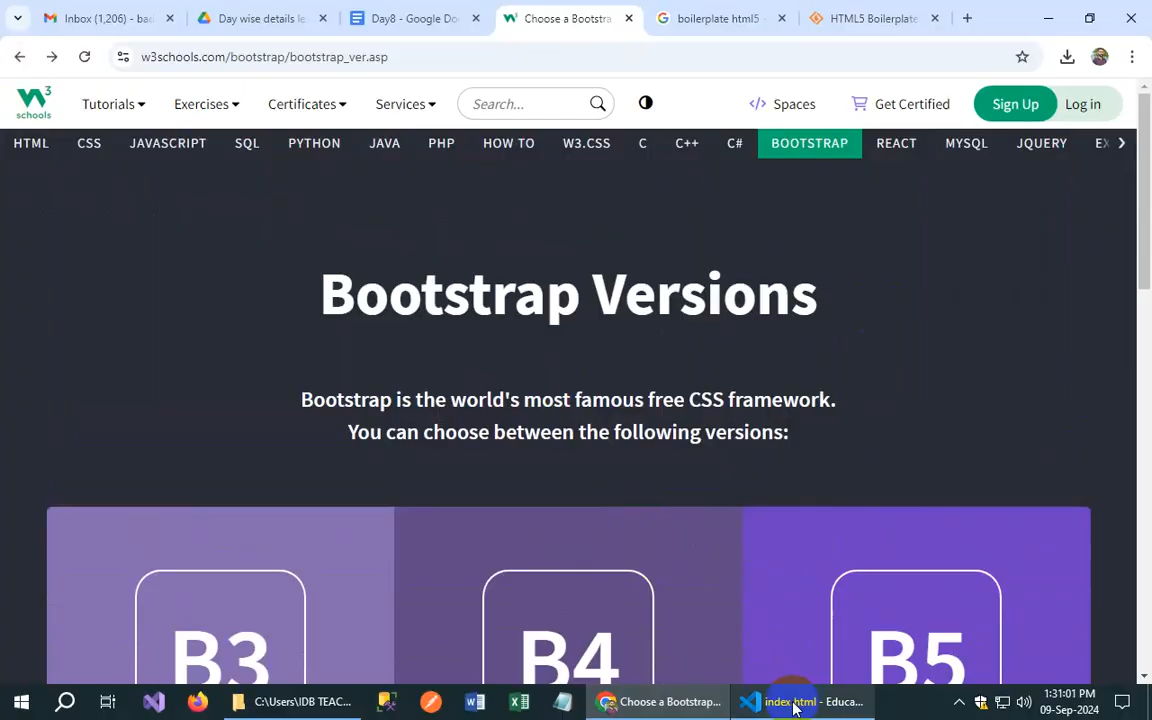 Inbox (1,206) - bad
Day wise details le
Day8 - Google Do
Choose a Bootstra
boilerplate html5 -
HTML5 Boilerplate
w3schools.com/bootstrap/bootstrap_ver.asp
W3 schools
Tutorials
Exercises
Certificates
Services
Search...
Spaces
Get Certified
Sign Up
Log in
HTML CSS JAVASCRIPT SQL PYTHON JAVA PHP HOW TO W3.CSS C C++ C# BOOTSTRAP REACT MYSQL JQUERY EX
Bootstrap Versions
Bootstrap is the world's most famous free CSS framework.
You can choose between the following versions:
B3 B4 B5
C:\Users\IDB TEAC...
Choose a Bootstrap...
index.html - Educa...
1:31:01 PM
09-Sep-2024